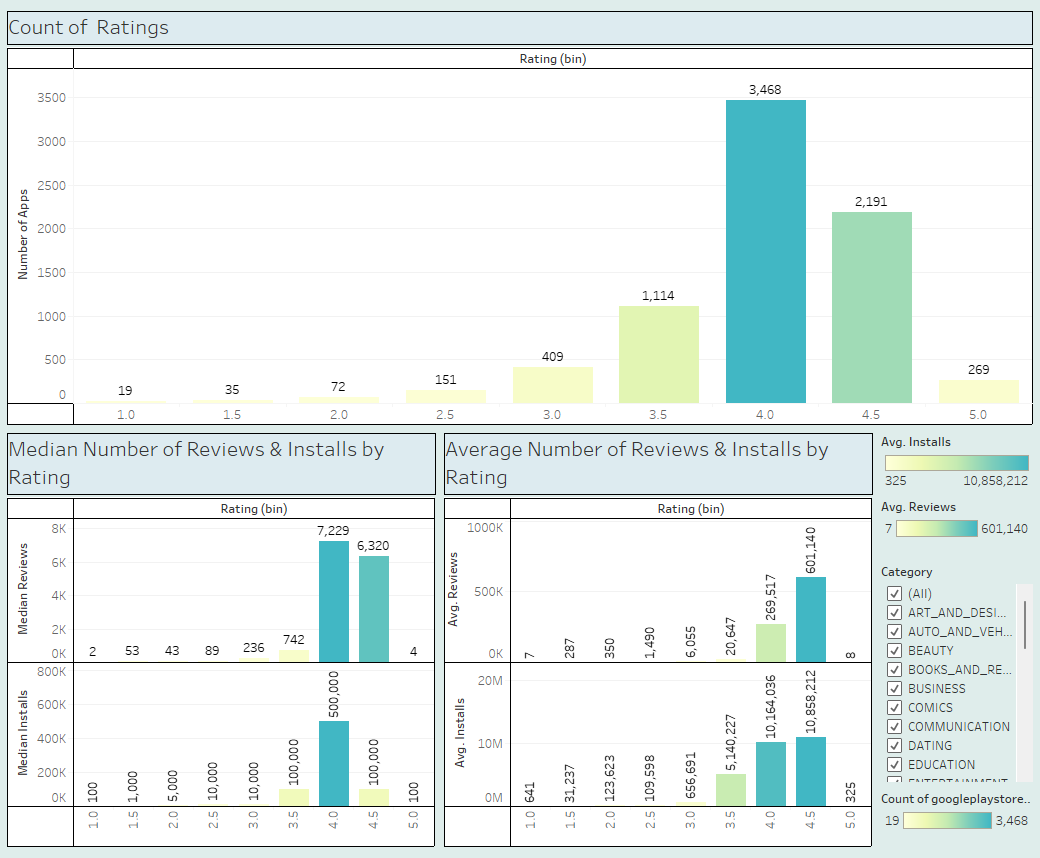 Count of Ratings
Rating (bin)
Number of Apps
3500
3000
2500
2000
1500
1000
500
0
19
35
72
151
409
1,114
3,468
2,191
269
1.0
1.5
2.0
2.5
3.0
3.5
4.0
4.5
5.0
Median Number of Reviews & Installs by
Rating
Rating (bin)
Median Reviews
8K
6K
4K
2K
0K
2
53
43
89
236
742
7,229
6,320
4
Median Installs
800K
600K
400K
200K
0K
100
1,000
5,000
10,000
10,000
100,000
500,000
100,000
100
1.0
1.5
2.0
2.5
3.0
3.5
4.0
4.5
5.0
Average Number of Reviews & Installs by
Rating
Rating (bin)
Avg. Reviews
1000K
500K
0K
7
287
350
1,490
6,055
20,647
269,517
601,140
8
Avg. Installs
20M
10M
0M
641
31,237
123,623
109,598
656,691
5,140,227
10,164,036
10,858,212
325
1.0
1.5
2.0
2.5
3.0
3.5
4.0
4.5
5.0
Avg. Installs
325 10,858,212
Avg. Reviews
7 601,140
Category
(All)
ART_AND_DESI...
AUTO_AND_VEH...
BEAUTY
BOOKS_AND_RE...
BUSINESS
COMICS
COMMUNICATION
DATING
EDUCATION
ENTERTAINMENT
Count of googleplaystore..
19 3,468